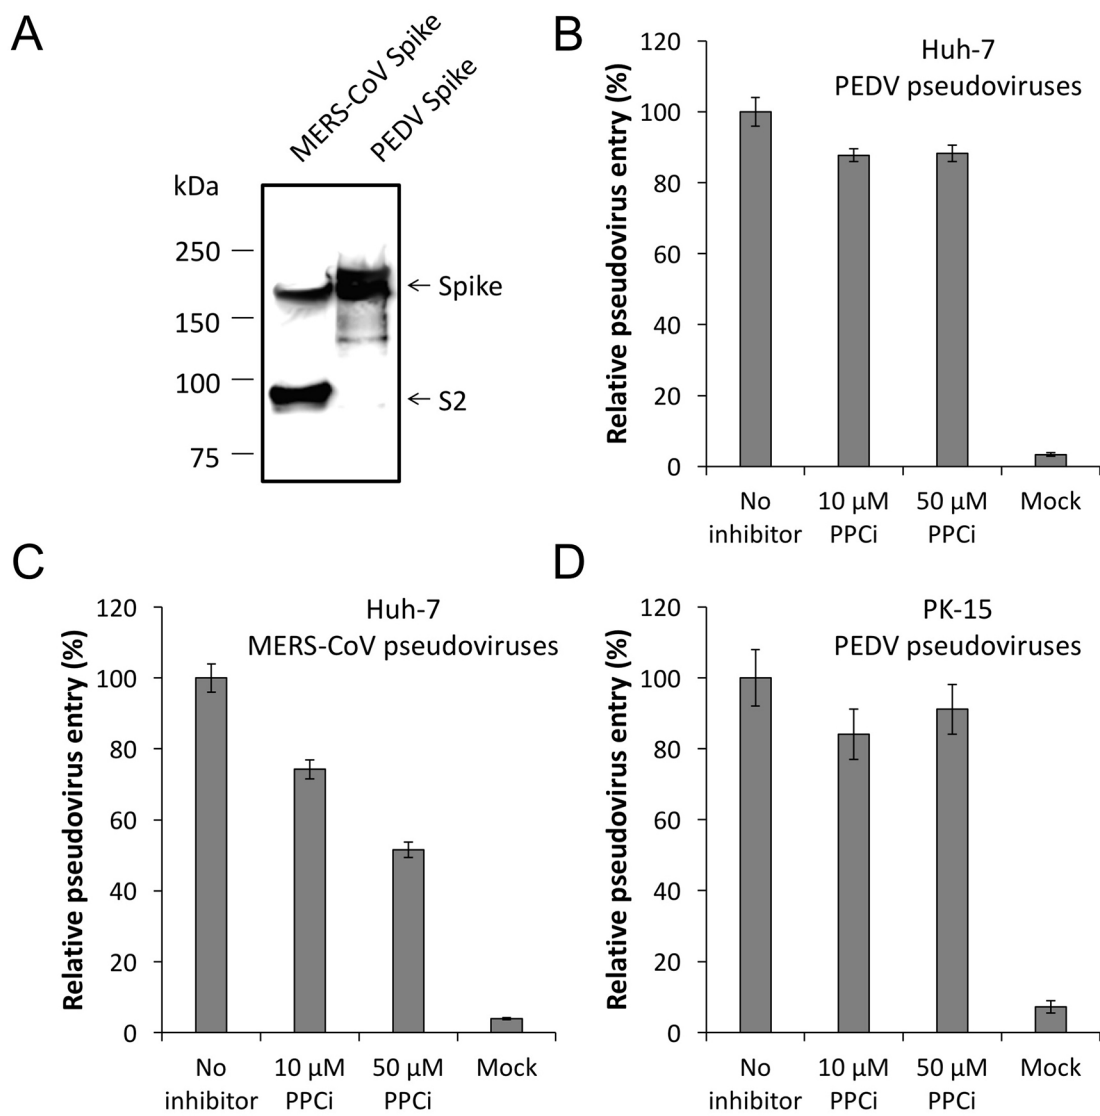 A
MERS-CoV Spike
PEDV Spike
kDa
250
150
100
75
Spike
S2
B
Huh-7
PEDV pseudoviruses
Relative pseudovirus entry (%)
120
100
80
60
40
20
0
No inhibitor
10 µM PPCi
50 µM PPCi
Mock
C
Huh-7
MERS-CoV pseudoviruses
Relative pseudovirus entry (%)
120
100
80
60
40
20
0
No inhibitor
10 µM PPCi
50 µM PPCi
Mock
D
PK-15
PEDV pseudoviruses
Relative pseudovirus entry (%)
120
100
80
60
40
20
0
No inhibitor
10 µM PPCi
50 µM PPCi
Mock